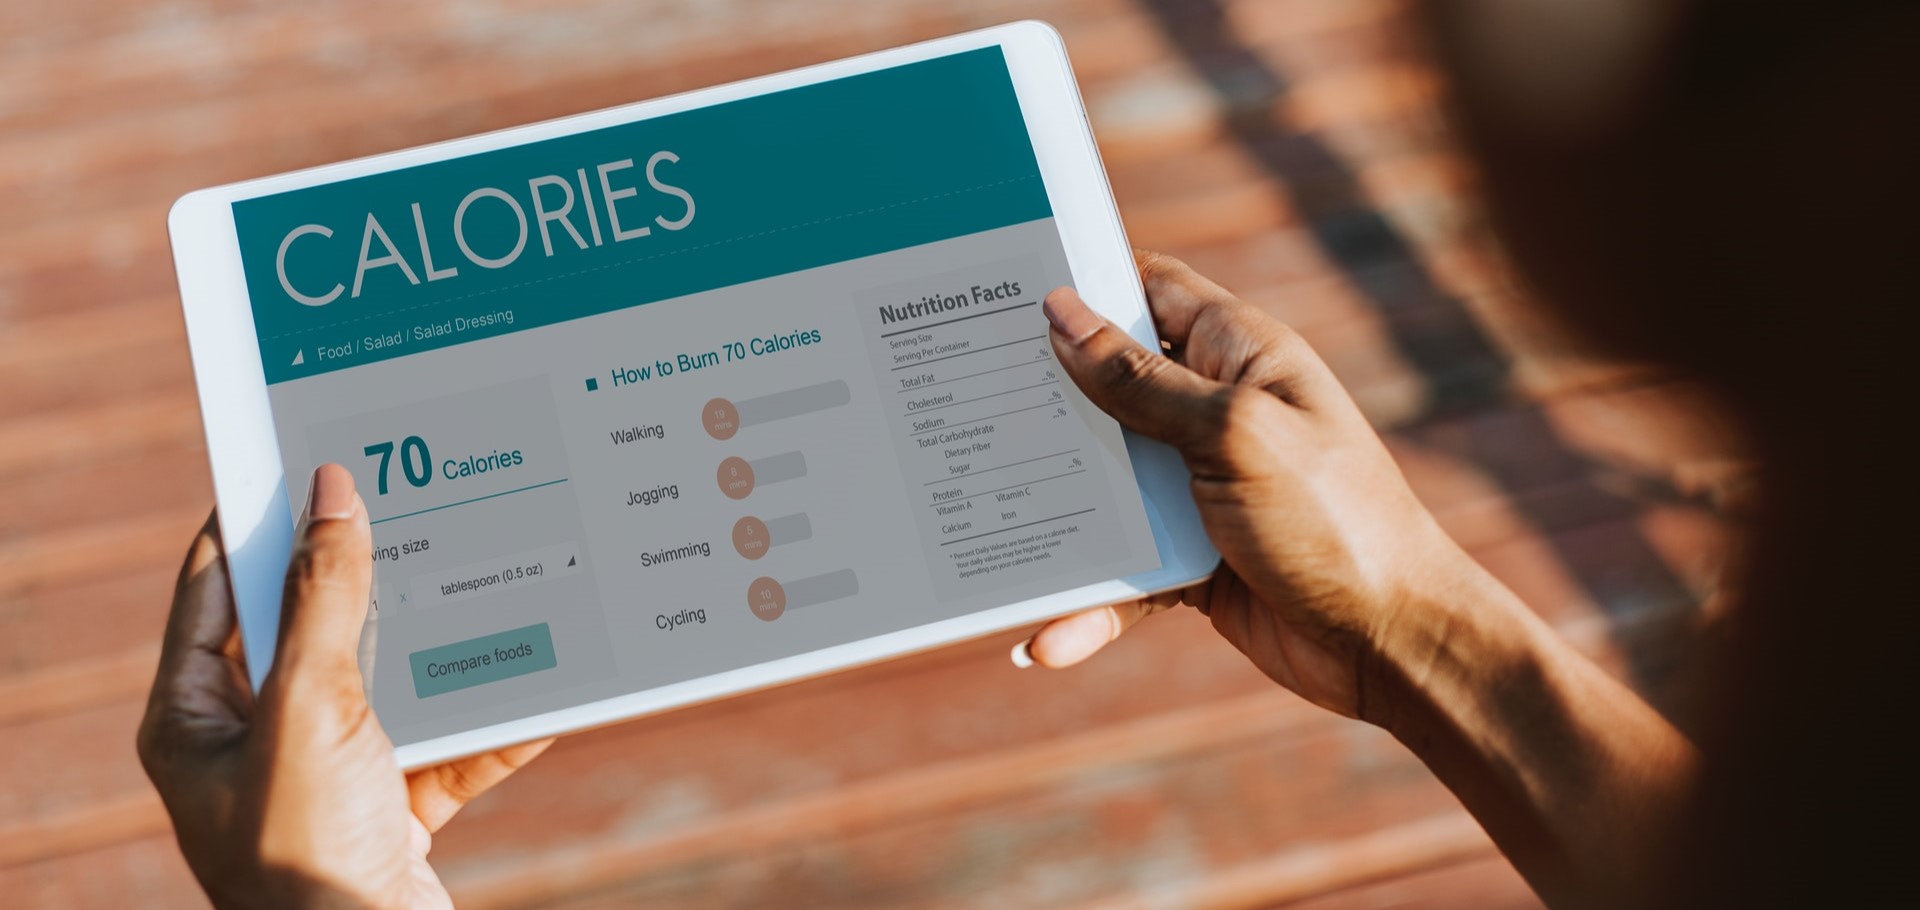 CALORIES
Food / Salad / Salad Dressing
70 Calories
ving size
1 x tablespoon (0.5 oz)
Compare foods
How to Burn 70 Calories
Walking 19 mins
Jogging 8 mins
Swimming 5 mins
Cycling 10 mins
Nutrition Facts
Serving Size
Serving Per Container
...%
Total Fat ...%
Cholesterol ...%
Sodium ...%
Total Carbohydrate
Dietary Fiber
Sugar ...%
Protein
Vitamin A Vitamin C
Calcium Iron
* Percent Daily Values are based on a calorie diet.
Your daily values may be higher a lower
depending on your calories needs.